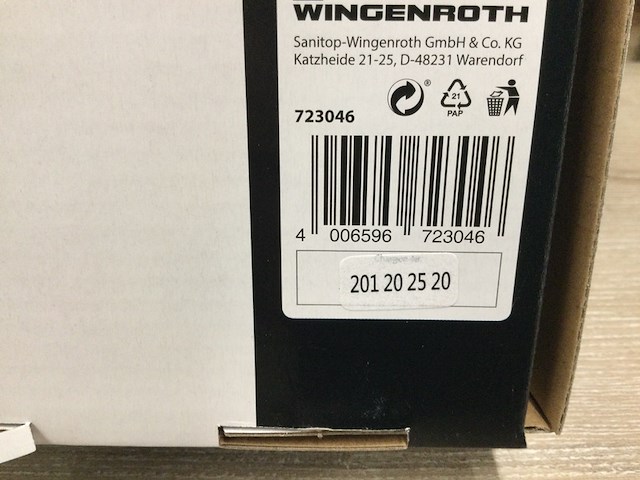 WINGENROTH
Sanitop-Wingenroth GmbH & Co. KG
Katzheide 21-25, D-48231 Warendorf
®
21
PAP
723046
4 006596 723046
201 20 25 20